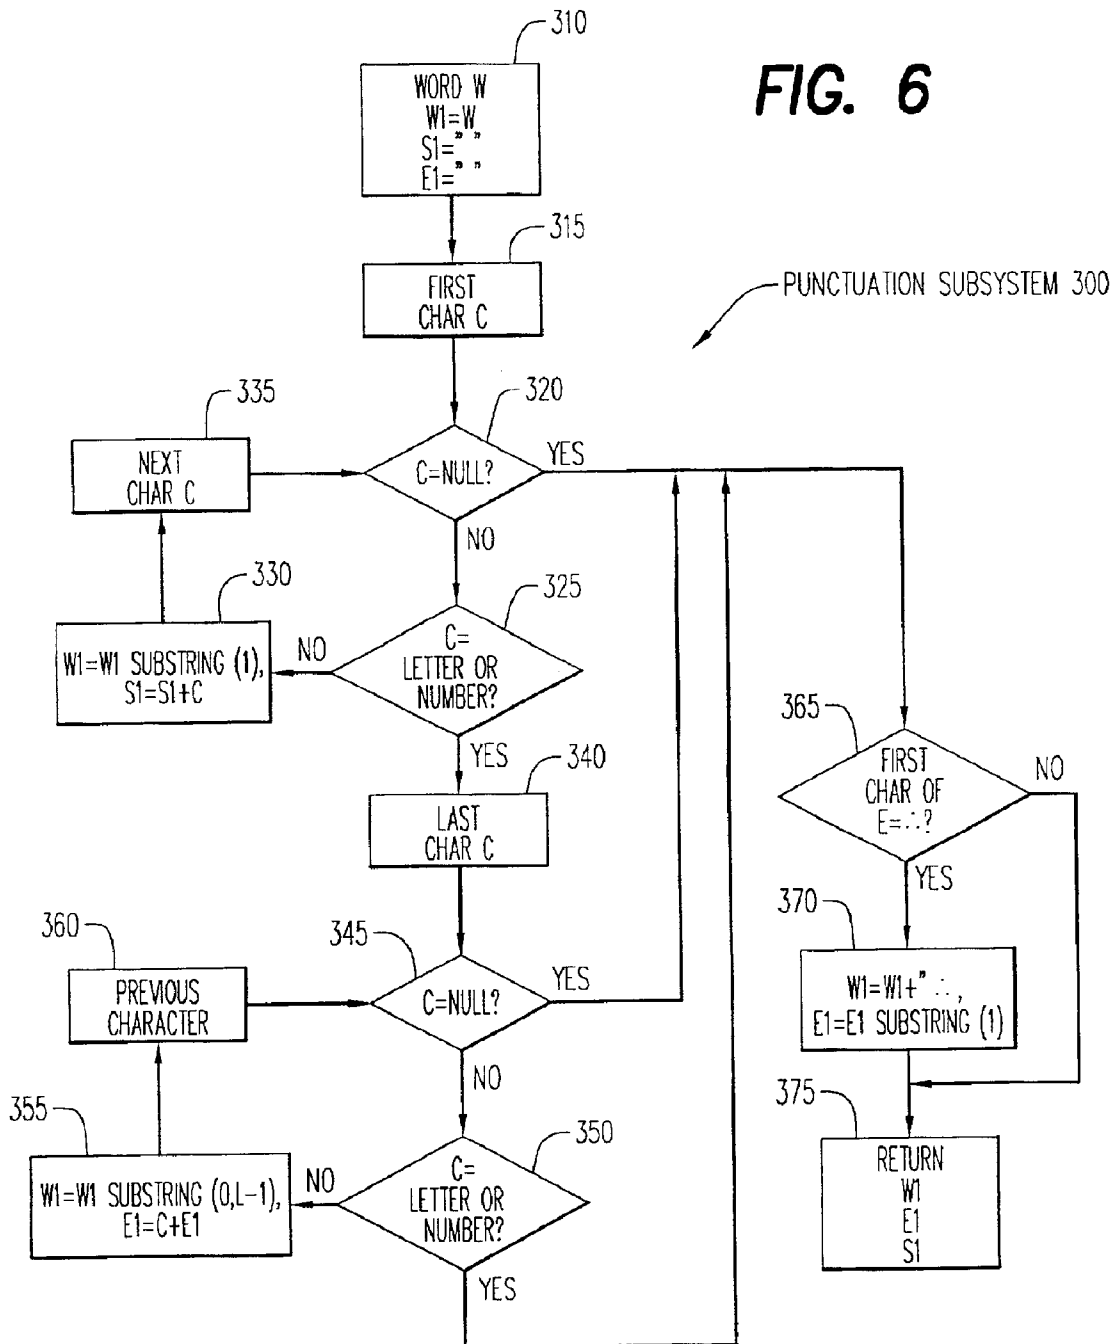 FIG. 6
310
WORD W
W1=W
S1=" "
E1=" "
315
FIRST
CHAR C
PUNCTUATION SUBSYSTEM 300
335
NEXT
CHAR C
320
C=NULL?
YES
NO
330
W1=W1 SUBSTRING (1),
S1=S1+C
NO
325
C=
LETTER OR
NUMBER?
YES
340
LAST
CHAR C
365
FIRST
CHAR OF
E=∴?
NO
YES
360
PREVIOUS
CHARACTER
345
C=NULL?
YES
NO
370
W1=W1+" ∴,
E1=E1 SUBSTRING (1)
355
W1=W1 SUBSTRING (0,L-1),
E1=C+E1
NO
350
C=
LETTER OR
NUMBER?
YES
375
RETURN
W1
E1
S1